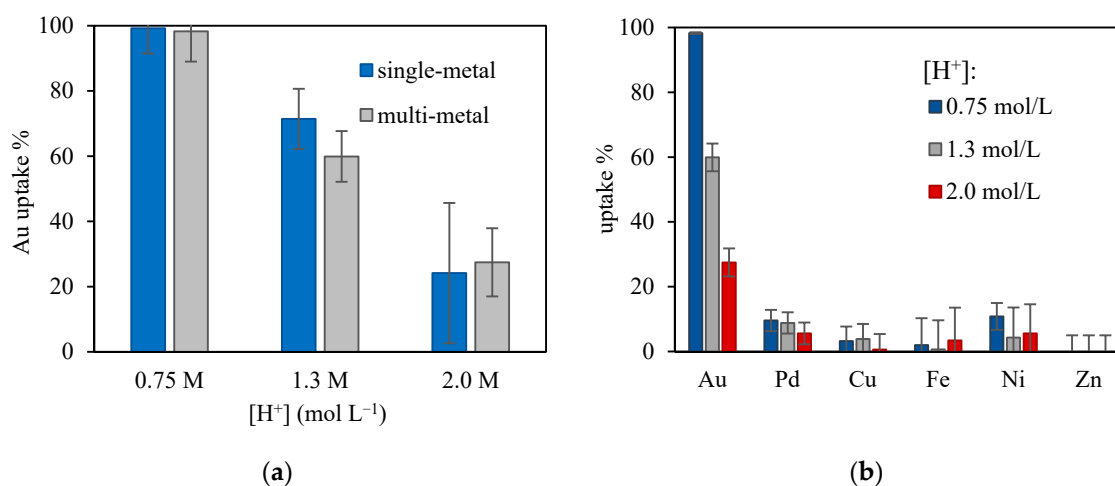 100
80
60
40
20
0
Au uptake %
single-metal
multi-metal
0.75 M 1.3 M 2.0 M
[H⁺] (mol L⁻¹)
(a)
100
80
60
40
20
0
uptake %
[H⁺]:
0.75 mol/L
1.3 mol/L
2.0 mol/L
Au Pd Cu Fe Ni Zn
(b)